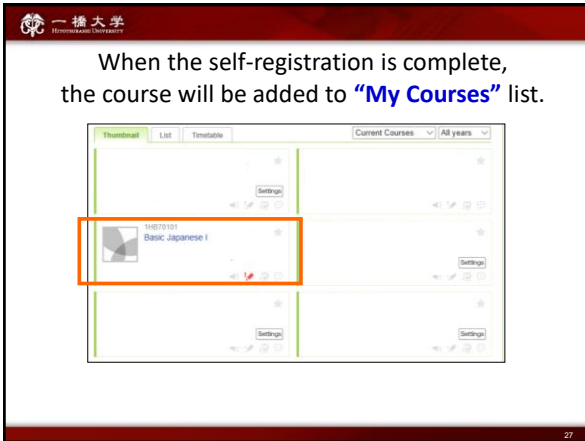 一橋大学
HITOTSUBASHI UNIVERSITY
When the self-registration is complete,
the course will be added to “My Courses” list.
Thumbnail List Timetable Current Courses All years
Settings
1HB70101
Basic Japanese I
Settings
Settings Settings
27